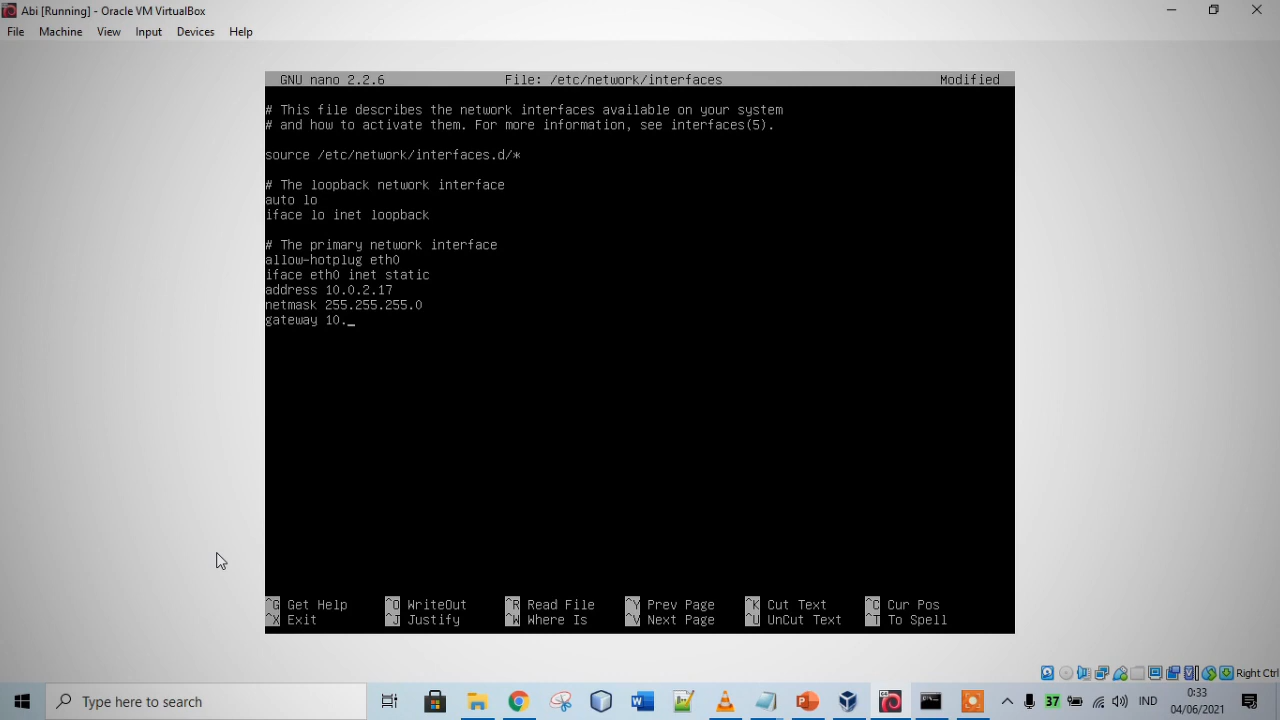 Abi [Running] - Oracle VM VirtualBox
File Machine View Input Devices Help
GNU nano 2.2.6 File: /etc/network/interfaces Modified
# This file describes the network interfaces available on your system
# and how to activate them. For more information, see interfaces(5).
source /etc/network/interfaces.d/*
# The loopback network interface
auto lo
iface lo inet loopback
# The primary network interface
allow-hotplug eth0
iface eth0 inet static
address 10.0.2.17
netmask 255.255.255.0
gateway 10._
^G Get Help ^O WriteOut ^R Read File ^Y Prev Page ^K Cut Text ^C Cur Pos
^X Exit ^J Justify ^W Where Is ^V Next Page ^U UnCut Text ^T To Spell
Right Ctrl
Type here to search
37 IND 0:33
04/06/2021